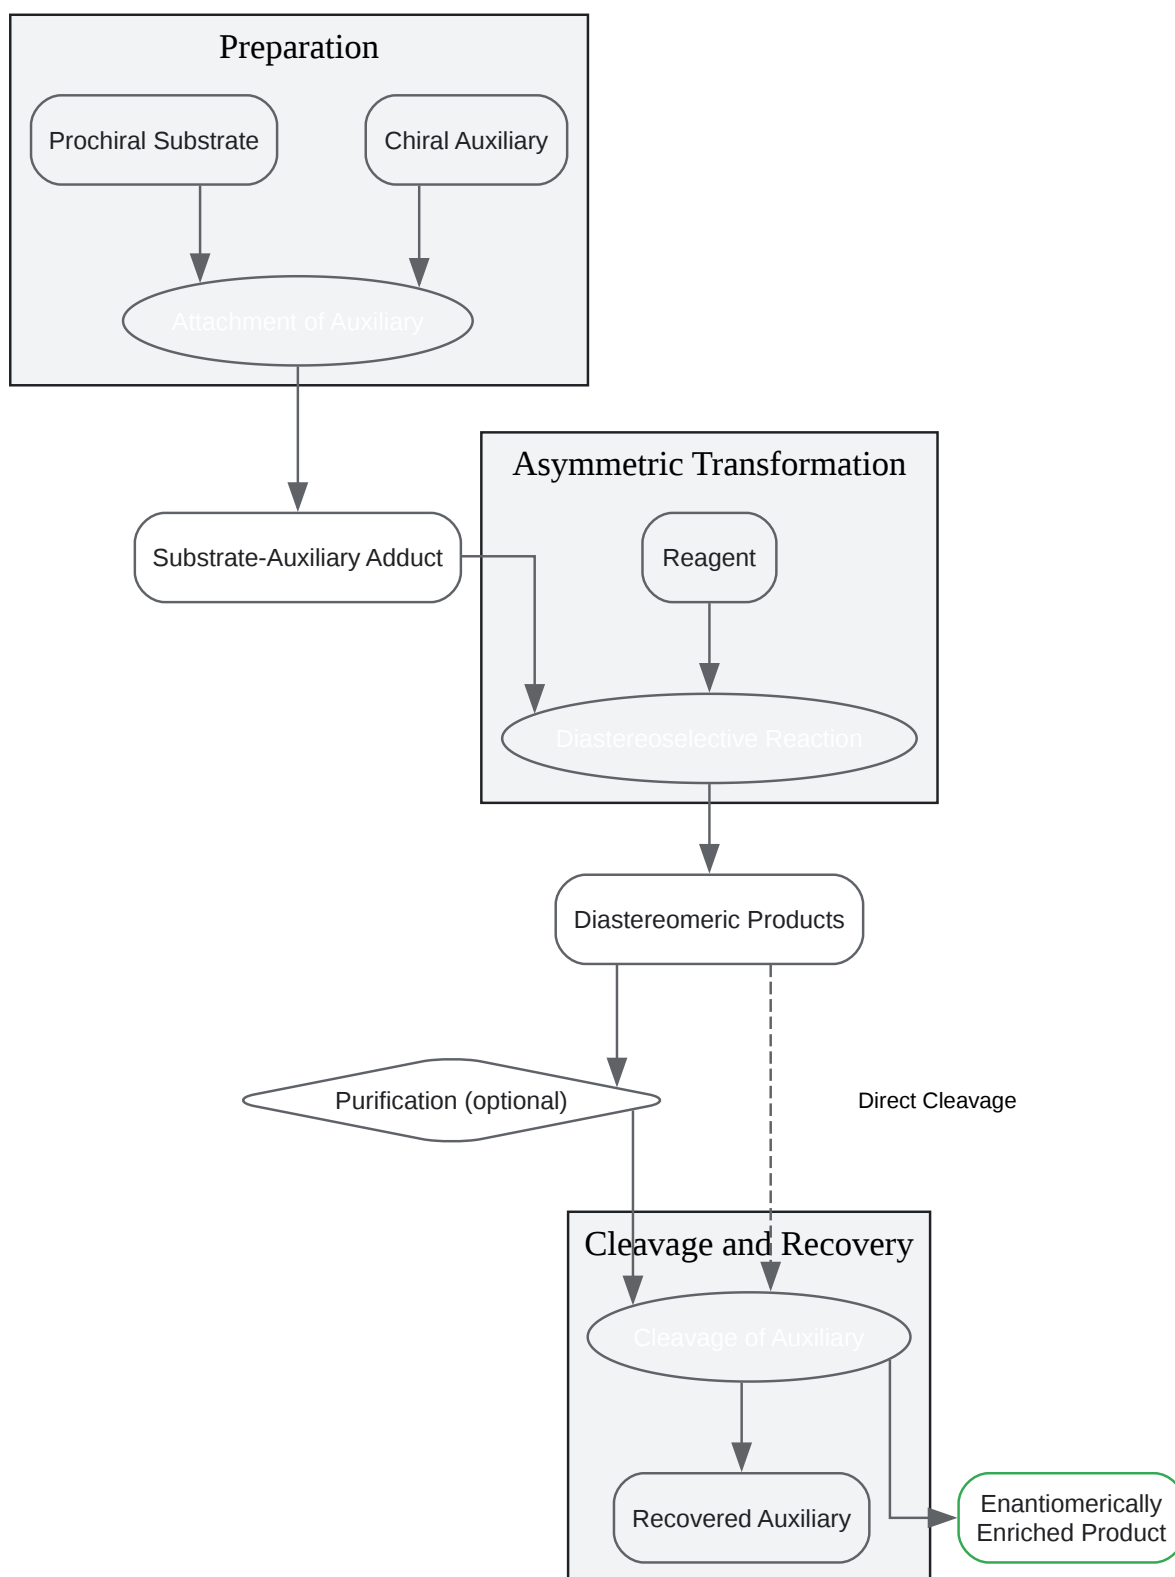 Preparation
Prochiral Substrate
Chiral Auxiliary
Attachment of Auxiliary
Asymmetric Transformation
Substrate-Auxiliary Adduct
Reagent
Diastereoselective Reaction
Diastereomeric Products
Purification (optional)
Direct Cleavage
Cleavage and Recovery
Cleavage of Auxiliary
Recovered Auxiliary
Enantiomerically
Enriched Product